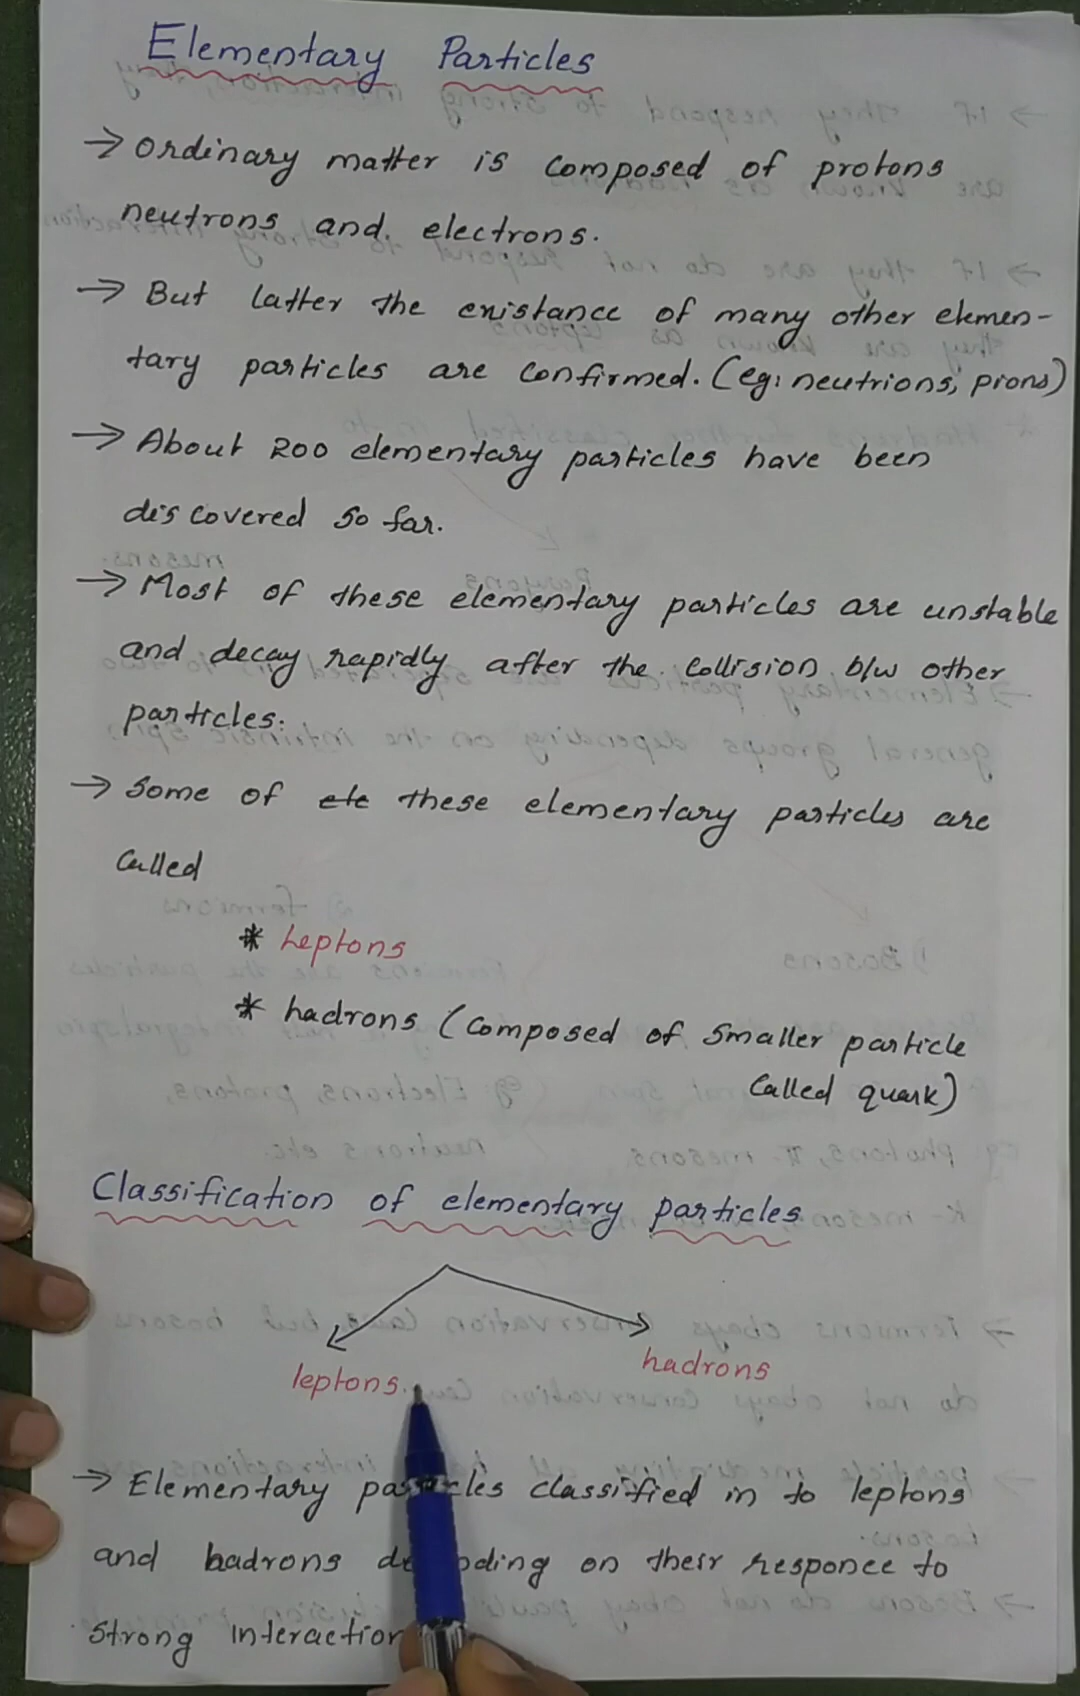 Elementary Particles
→ Ordinary matter is composed of protons
neutrons and electrons.
→ But latter the existance of many other elemen-
tary particles are confirmed. (eg: neutrions, pions)
→ About 200 elementary particles have been
discovered so far.
→ Most of these elementary particles are unstable
and decay rapidly after the collision b/w other
particles.
→ Some of these elementary particles are
called
* Leptons
* hadrons (composed of smaller particle
called quark)
Classification of elementary particles
leptons. hadrons
→ Elementary particles classified in to leptons
and hadrons depending on their responce to
strong interaction